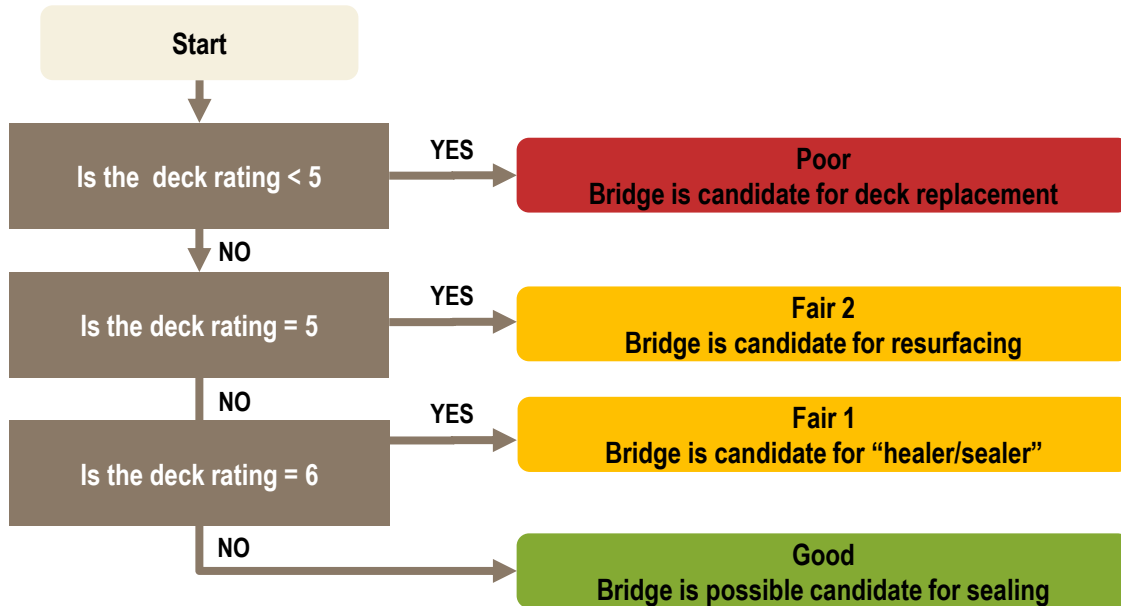 Start
Is the deck rating < 5
YES
Poor
Bridge is candidate for deck replacement
NO
Is the deck rating = 5
YES
Fair 2
Bridge is candidate for resurfacing
NO
Is the deck rating = 6
YES
Fair 1
Bridge is candidate for “healer/sealer”
NO
Good
Bridge is possible candidate for sealing